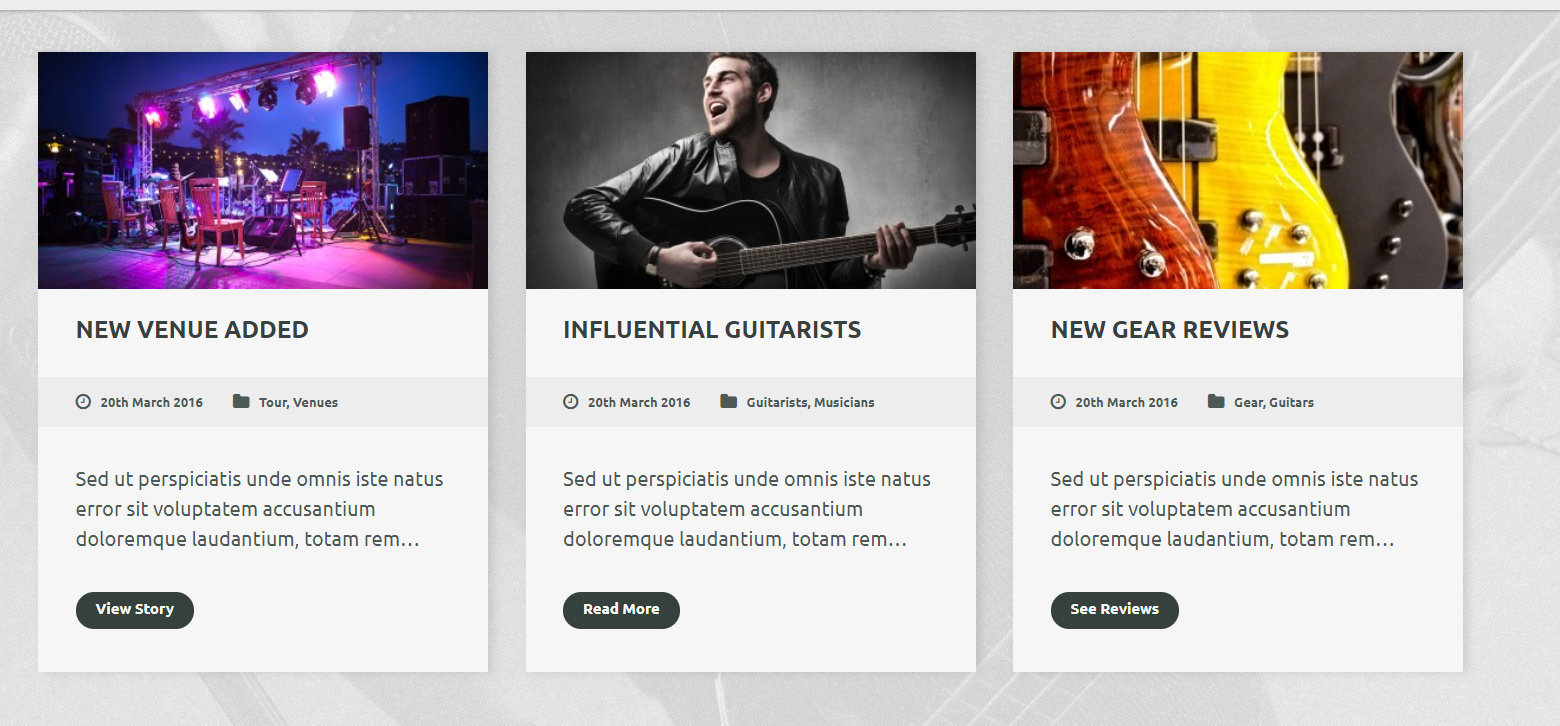 NEW VENUE ADDED
20th March 2016 Tour, Venues
Sed ut perspiciatis unde omnis iste natus
error sit voluptatem accusantium
doloremque laudantium, totam rem…
View Story
INFLUENTIAL GUITARISTS
20th March 2016 Guitarists, Musicians
Sed ut perspiciatis unde omnis iste natus
error sit voluptatem accusantium
doloremque laudantium, totam rem…
Read More
NEW GEAR REVIEWS
20th March 2016 Gear, Guitars
Sed ut perspiciatis unde omnis iste natus
error sit voluptatem accusantium
doloremque laudantium, totam rem…
See Reviews